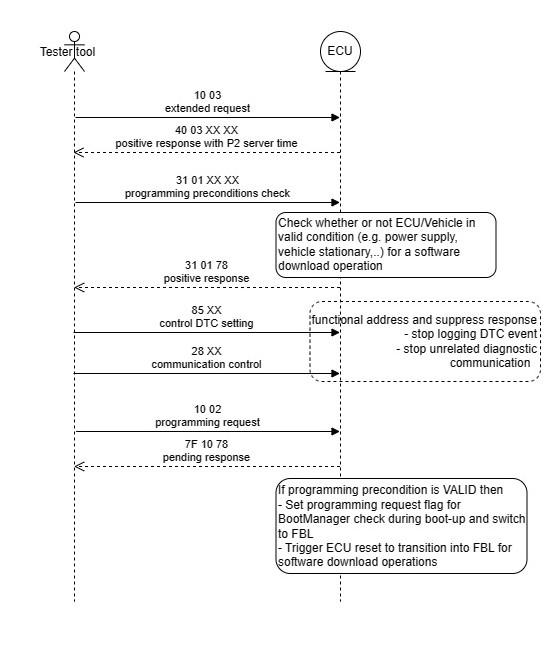 Tester tool
ECU
10 03
extended request
40 03 XX XX
positive response with P2 server time
31 01 XX XX
programming preconditions check
Check whether or not ECU/Vehicle in
valid condition (e.g. power supply,
vehicle stationary,..) for a software
download operation
31 01 78
positive response
85 XX
control DTC setting
functional address and suppress response
- stop logging DTC event
- stop unrelated diagnostic
communication
28 XX
communication control
10 02
programming request
7F 10 78
pending response
If programming precondition is VALID then
- Set programming request flag for
BootManager check during boot-up and switch
to FBL
- Trigger ECU reset to transition into FBL for
software download operations